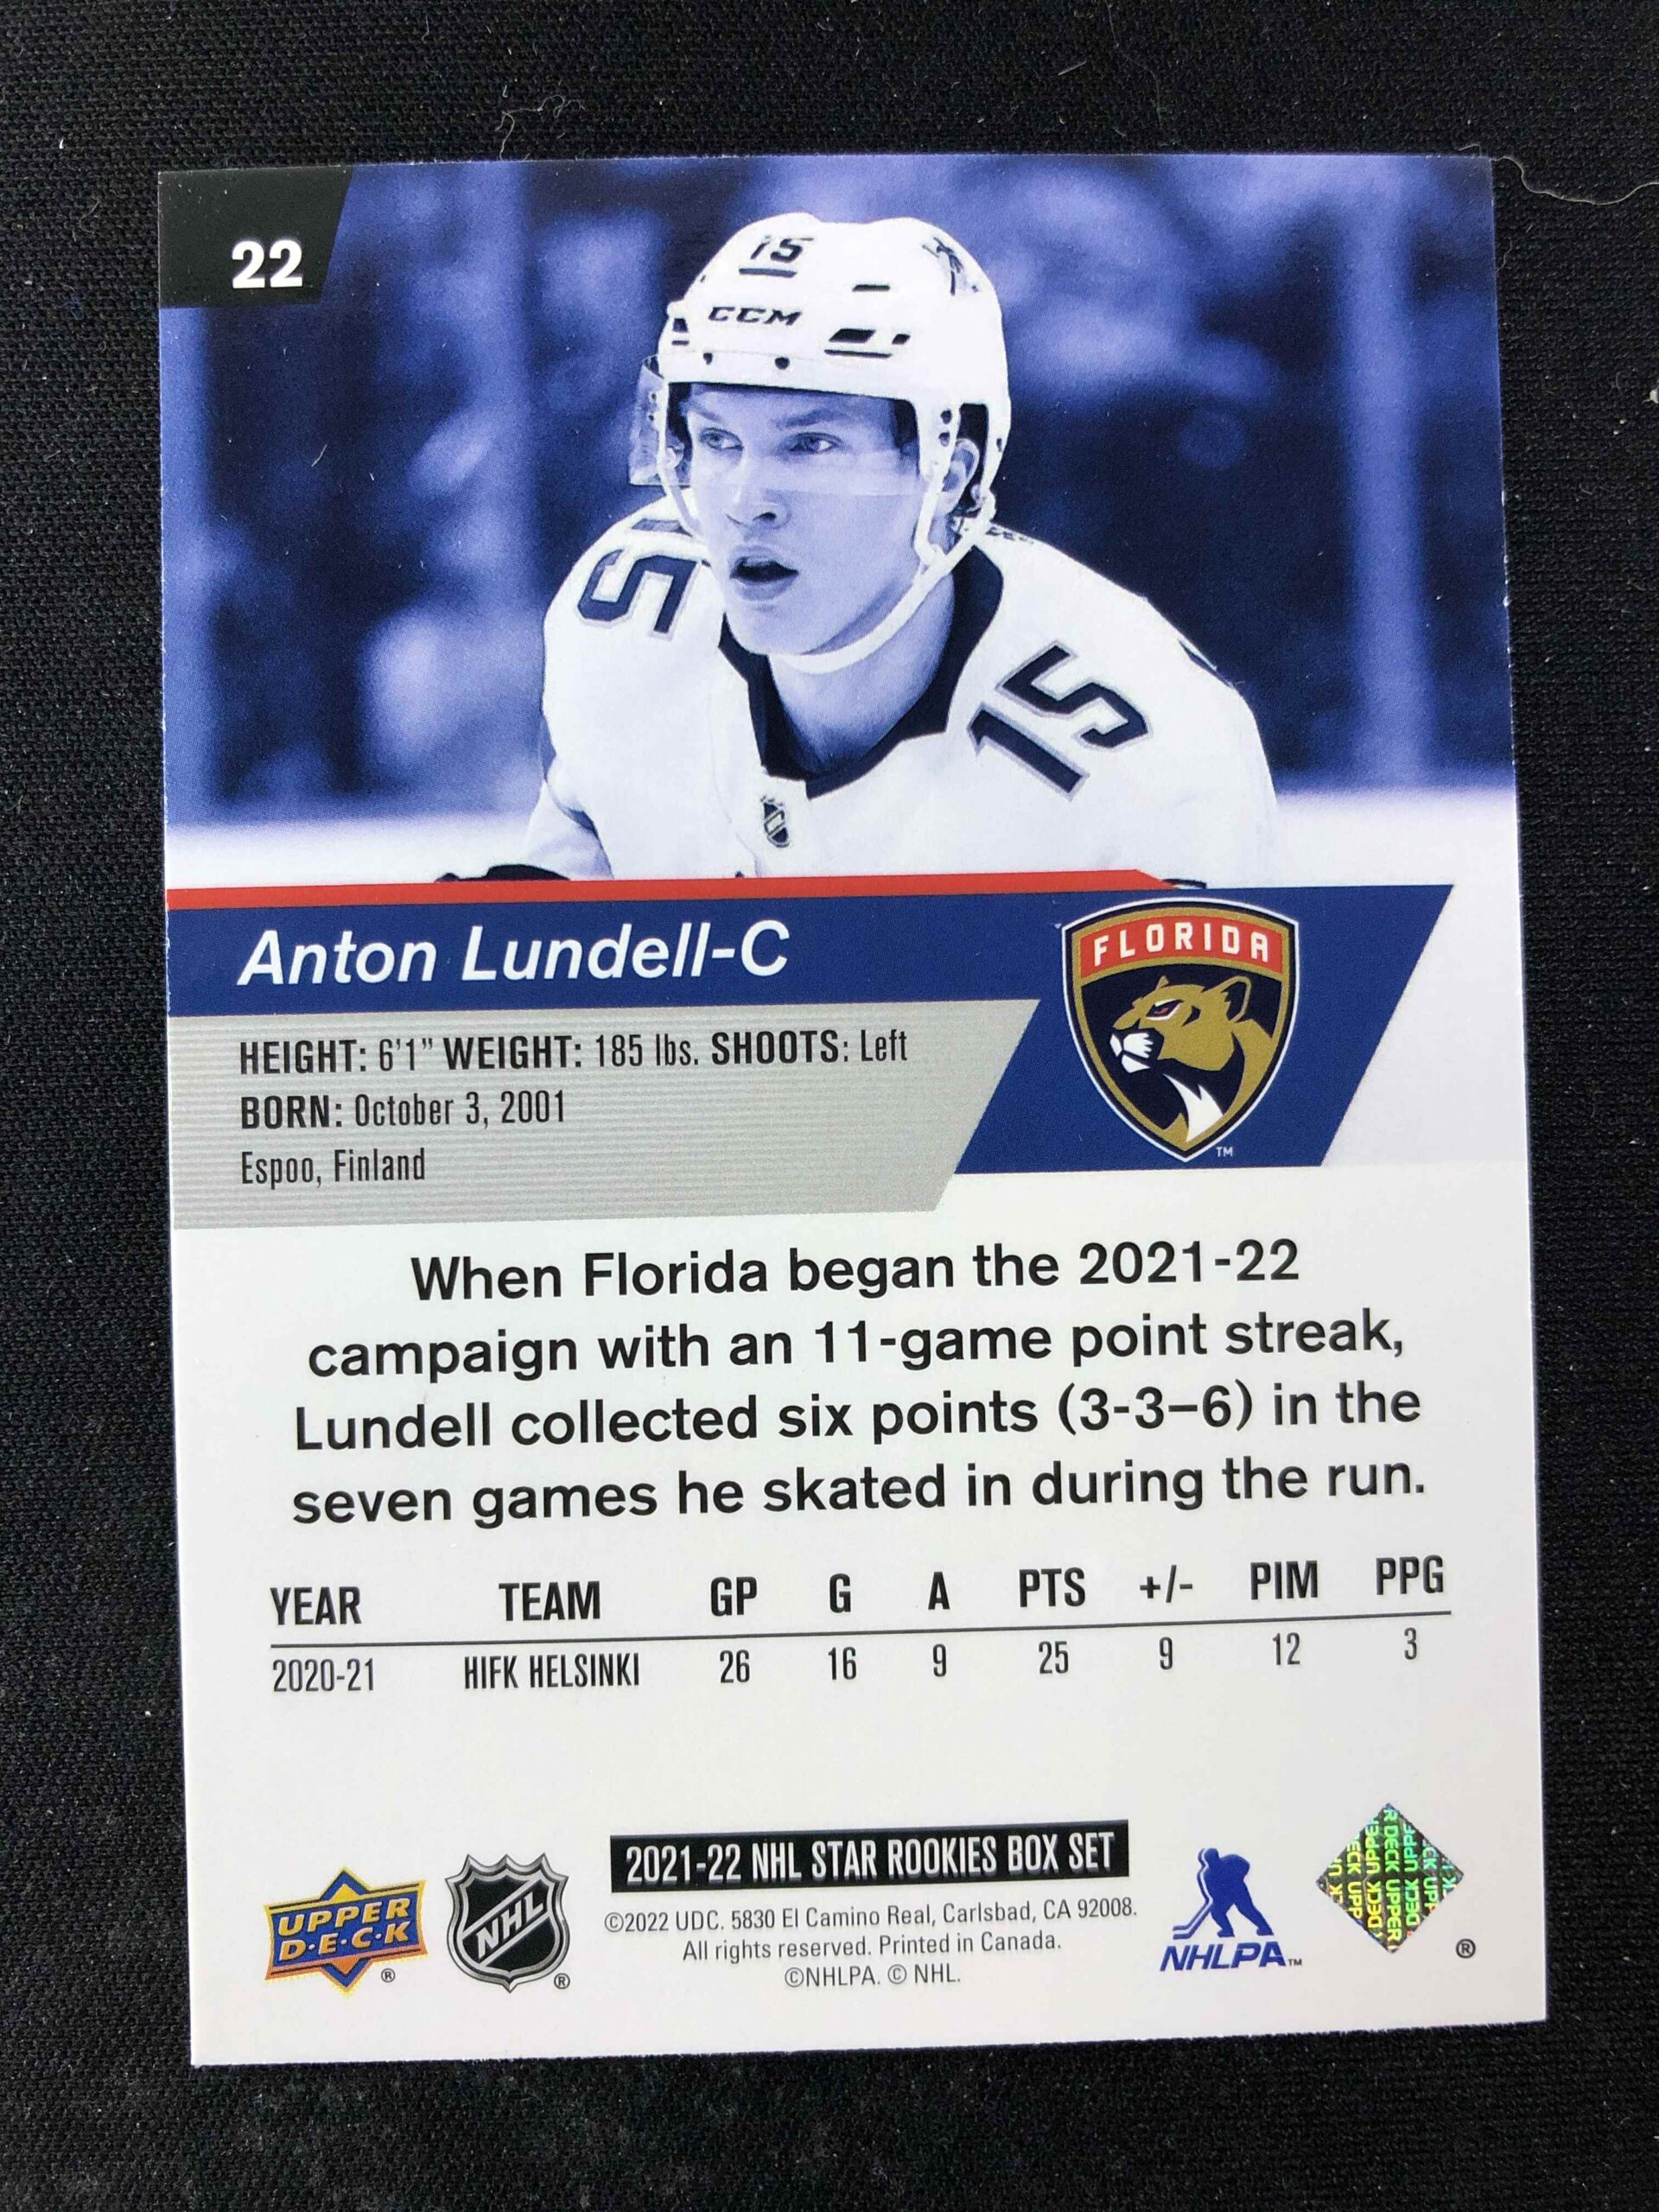 22
15
CCM
15
15
Anton Lundell-C
FLORIDA
TM
HEIGHT: 6'1" WEIGHT: 185 lbs. SHOOTS: Left
BORN: October 3, 2001
Espoo, Finland
When Florida began the 2021-22
campaign with an 11-game point streak,
Lundell collected six points (3-3–6) in the
seven games he skated in during the run.
YEAR TEAM GP G A PTS +/- PIM PPG
2020-21 HIFK HELSINKI 26 16 9 25 9 12 3
2021-22 NHL STAR ROOKIES BOX SET
UPPER
D·E·C·K
®
NHL
®
©2022 UDC. 5830 El Camino Real, Carlsbad, CA 92008.
All rights reserved. Printed in Canada.
©NHLPA. © NHL.
NHLPA™
UPPER DECK
®